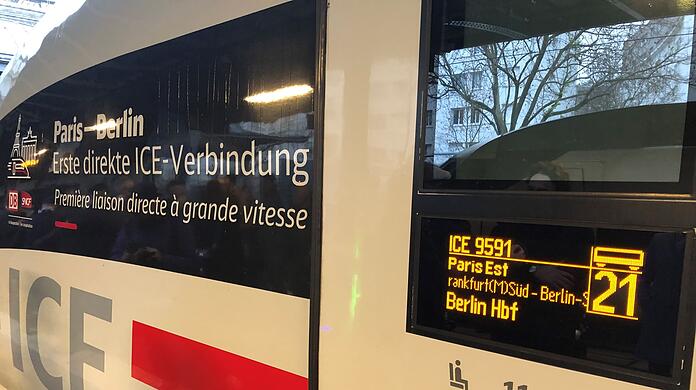 Paris–Berlin
Erste direkte ICE-Verbindung
Première liaison directe à grande vitesse
DB
SNCF
ICE
ICE 9591
Paris Est
rankfurt(M)Süd - Berlin-S
Berlin Hbf
21